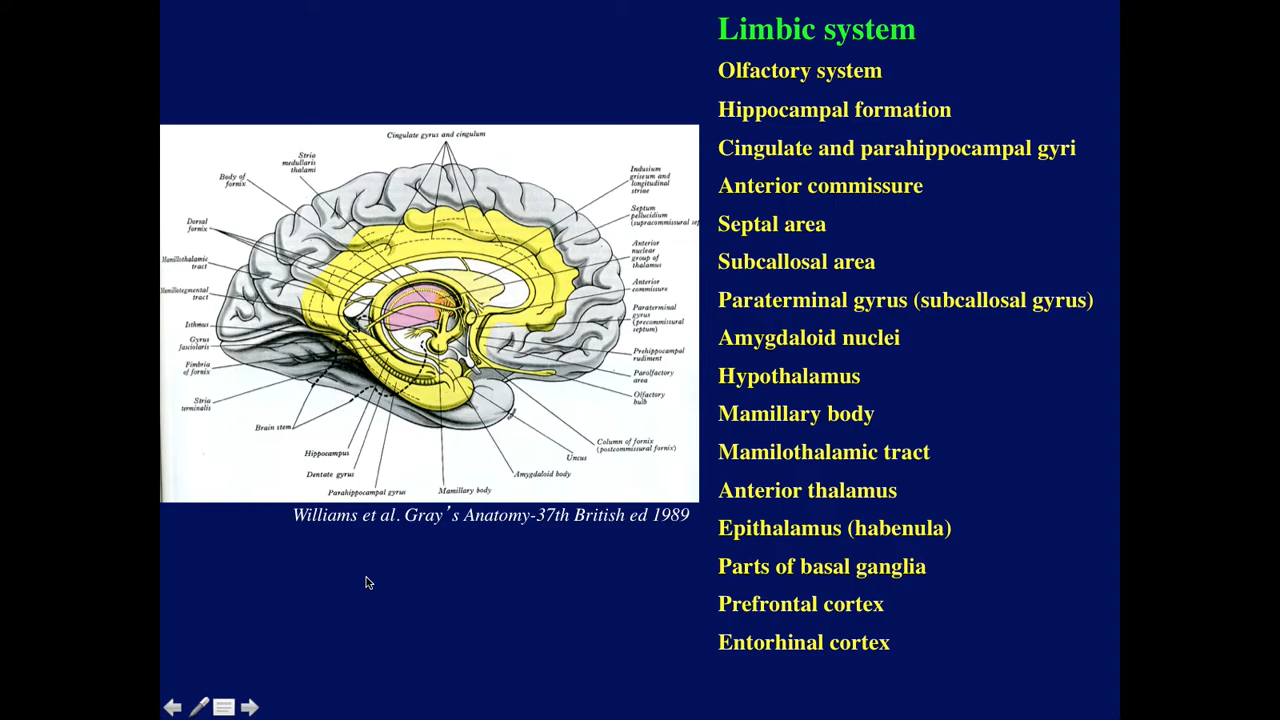 Limbic system
Olfactory system
Hippocampal formation
Cingulate and parahippocampal gyri
Anterior commissure
Septal area
Subcallosal area
Paraterminal gyrus (subcallosal gyrus)
Amygdaloid nuclei
Hypothalamus
Mamillary body
Mamilothalamic tract
Anterior thalamus
Epithalamus (habenula)
Parts of basal ganglia
Prefrontal cortex
Entorhinal cortex
Cingulate gyrus and cingulum
Stria
medullaris
thalami
Body of
fornix
Dorsal
fornix
Mamillothalamic
tract
Mamillotegmental
tract
Isthmus
Gyrus
fasciolaris
Fimbria
of fornix
Stria
terminalis
Brain stem
Hippocampus
Dentate gyrus
Parahippocampal gyrus
Mamillary body
Amygdaloid body
Uncus
Column of fornix
(postcommissural fornix)
Olfactory
bulb
Parolfactory
area
Prehippocampal
rudiment
Paraterminal
gyrus
(precommissural
septum)
Anterior
commissure
Anterior
nuclear
group of
thalamus
Septum
pellucidium
(supracommissural sep
Indusium
griseum and
longitudinal
striae
Williams et al. Gray's Anatomy-37th British ed 1989